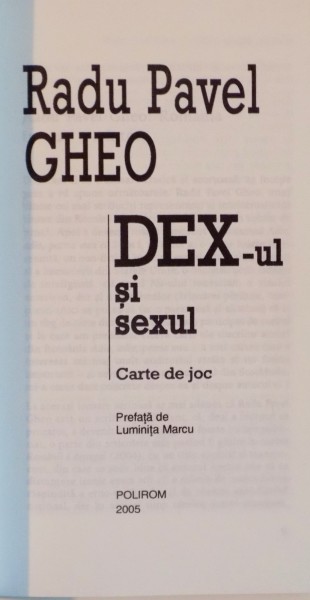 Radu Pavel
GHEO
DEX-ul
și
sexul
Carte de joc
Prefață de
Luminița Marcu
POLIROM
2005